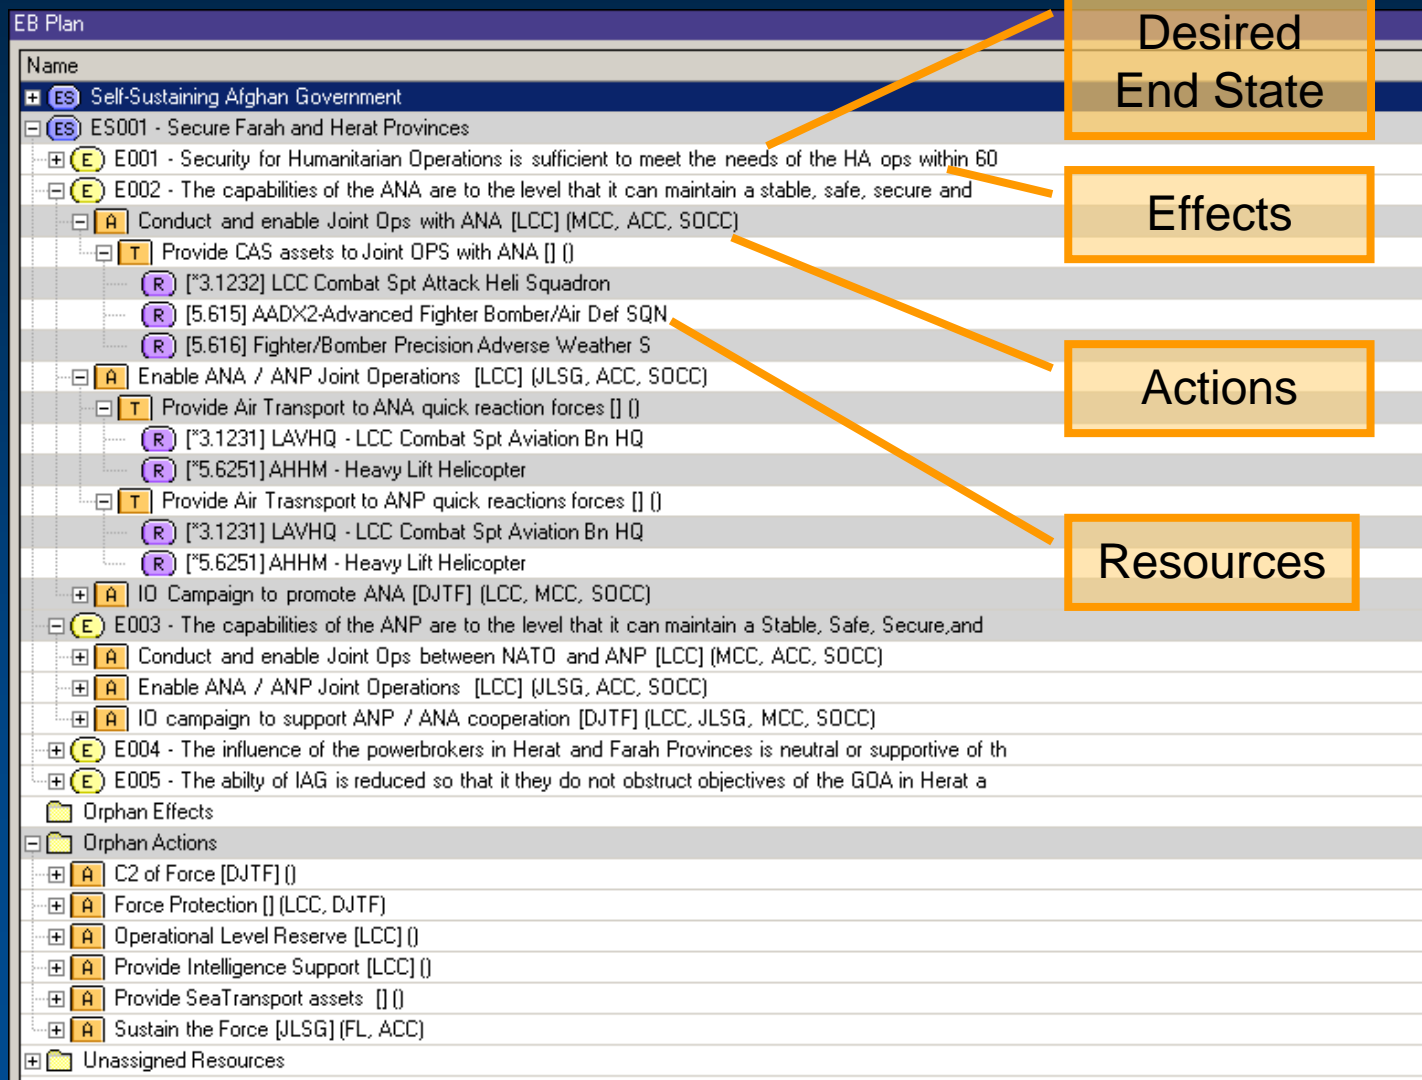 EB Plan
Name
ES Self-Sustaining Afghan Government
ES ES001 - Secure Farah and Herat Provinces
E E001 - Security for Humanitarian Operations is sufficient to meet the needs of the HA ops within 60
E E002 - The capabilities of the ANA are to the level that it can maintain a stable, safe, secure and
A Conduct and enable Joint Ops with ANA [LCC] (MCC, ACC, SOCC)
T Provide CAS assets to Joint OPS with ANA [] ()
R [*3.1232] LCC Combat Spt Attack Heli Squadron
R [5.615] AADX2-Advanced Fighter Bomber/Air Def SQN
R [5.616] Fighter/Bomber Precision Adverse Weather S
A Enable ANA / ANP Joint Operations [LCC] (JLSG, ACC, SOCC)
T Provide Air Transport to ANA quick reaction forces [] ()
R [*3.1231] LAVHQ - LCC Combat Spt Aviation Bn HQ
R [*5.6251] AHHM - Heavy Lift Helicopter
T Provide Air Trasnsport to ANP quick reactions forces [] ()
R [*3.1231] LAVHQ - LCC Combat Spt Aviation Bn HQ
R [*5.6251] AHHM - Heavy Lift Helicopter
A IO Campaign to promote ANA [DJTF] (LCC, MCC, SOCC)
E E003 - The capabilities of the ANP are to the level that it can maintain a Stable, Safe, Secure,and
A Conduct and enable Joint Ops between NATO and ANP [LCC] (MCC, ACC, SOCC)
A Enable ANA / ANP Joint Operations [LCC] (JLSG, ACC, SOCC)
A IO campaign to support ANP / ANA cooperation [DJTF] (LCC, JLSG, MCC, SOCC)
E E004 - The influence of the powerbrokers in Herat and Farah Provinces is neutral or supportive of th
E E005 - The abilty of IAG is reduced so that it they do not obstruct objectives of the GOA in Herat a
Orphan Effects
Orphan Actions
A C2 of Force [DJTF] ()
A Force Protection [] (LCC, DJTF)
A Operational Level Reserve [LCC] ()
A Provide Intelligence Support [LCC] ()
A Provide SeaTransport assets [] ()
A Sustain the Force [JLSG] (FL, ACC)
Unassigned Resources
Desired
End State
Effects
Actions
Resources